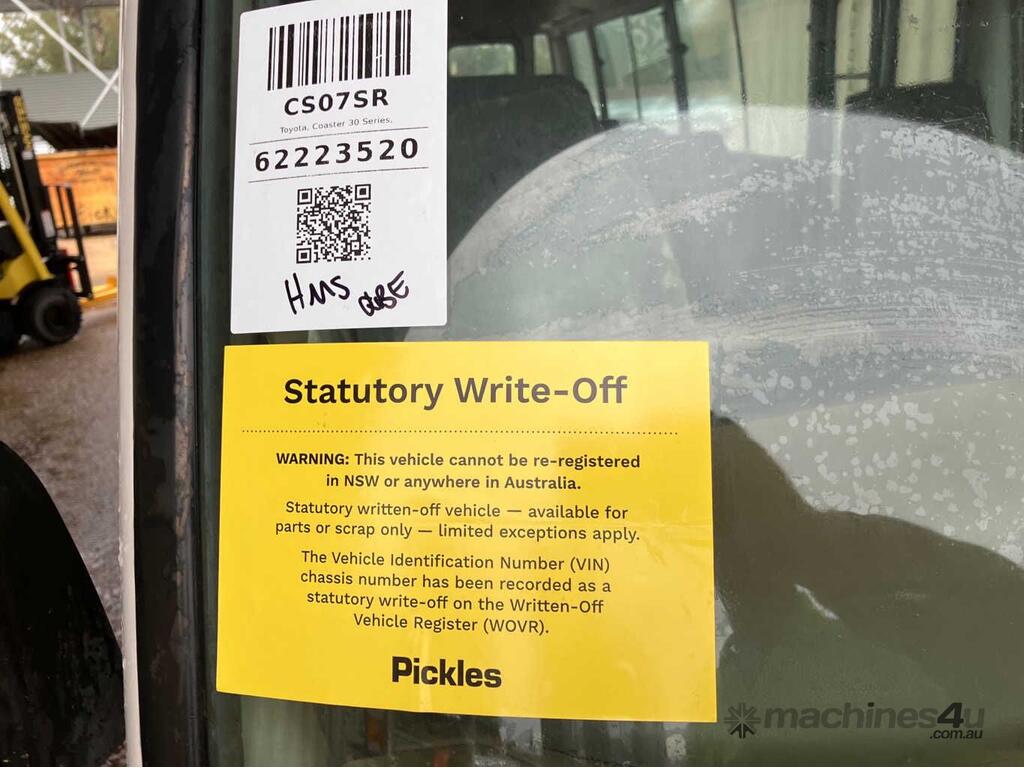 CS07SR
Toyota, Coaster 30 Series,
62223520
HMS
Statutory Write-Off
WARNING: This vehicle cannot be re-registered
in NSW or anywhere in Australia.
Statutory written-off vehicle — available for
parts or scrap only — limited exceptions apply.
The Vehicle Identification Number (VIN)
chassis number has been recorded as a
statutory write-off on the Written-Off
Vehicle Register (WOVR).
Pickles
machines4u
.com.au